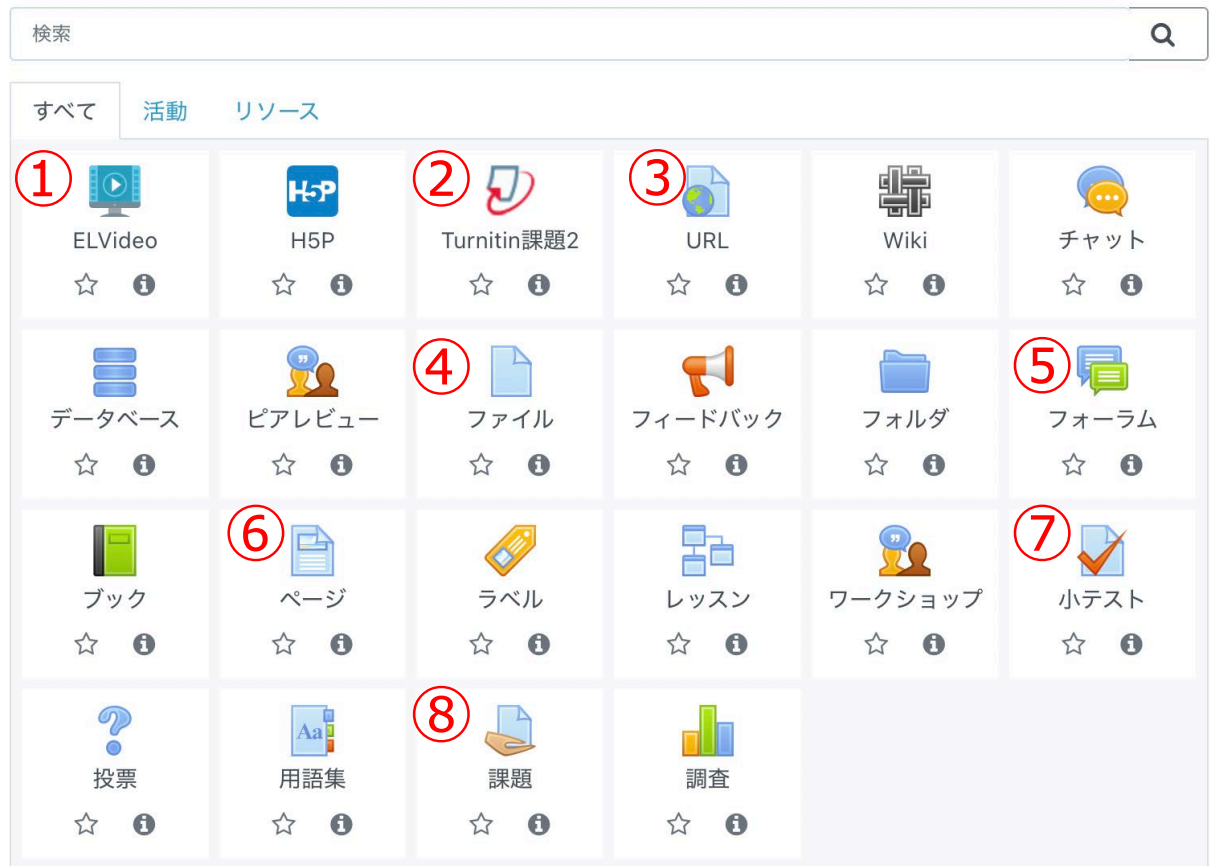 検索
すべて 活動 リソース
① ② ③
H5P
ELVideo H5P Turnitin課題2 URL Wiki チャット
④ ⑤
データベース ピアレビュー ファイル フィードバック フォルダ フォーラム
⑥ ⑦
ブック ページ ラベル レッスン ワークショップ 小テスト
⑧
Aa
投票 用語集 課題 調査